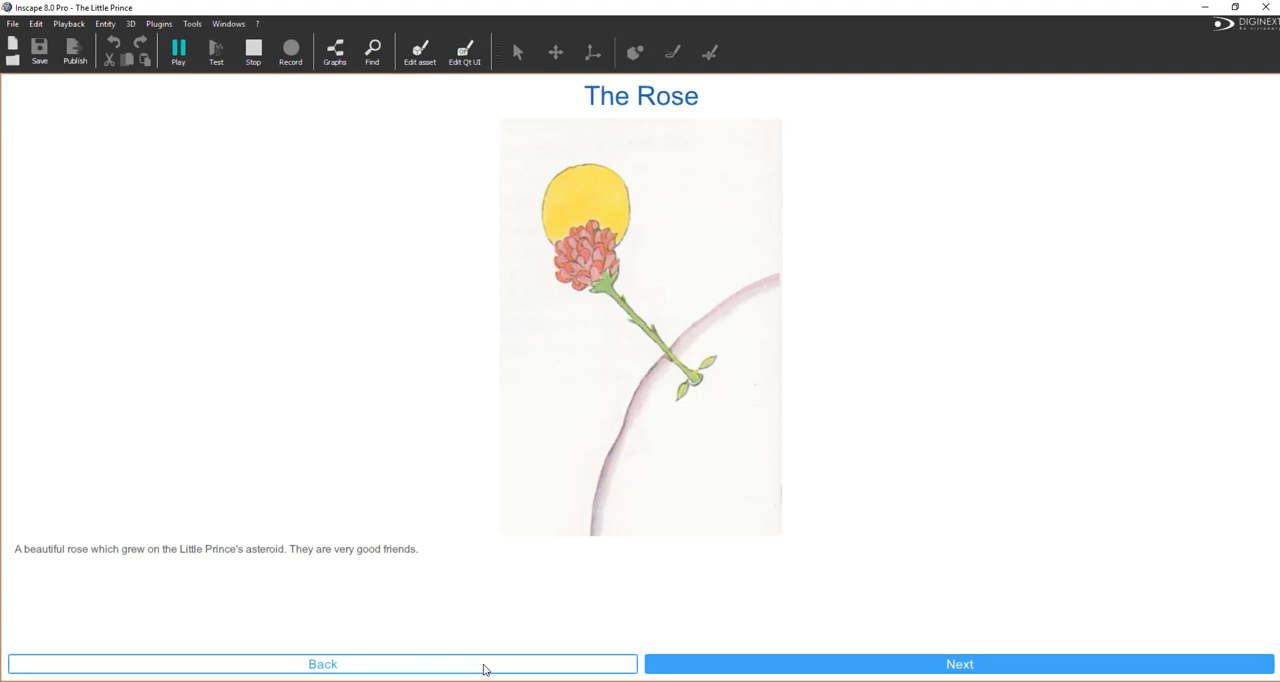 Inscape 8.0 Pro - The Little Prince
File Edit Playback Entity 3D Plugins Tools Windows ?
DIGINEXT
Save Publish Play Test Stop Record Graphs Find Edit asset Edit Qt UI
The Rose
A beautiful rose which grew on the Little Prince's asteroid. They are very good friends.
Back Next